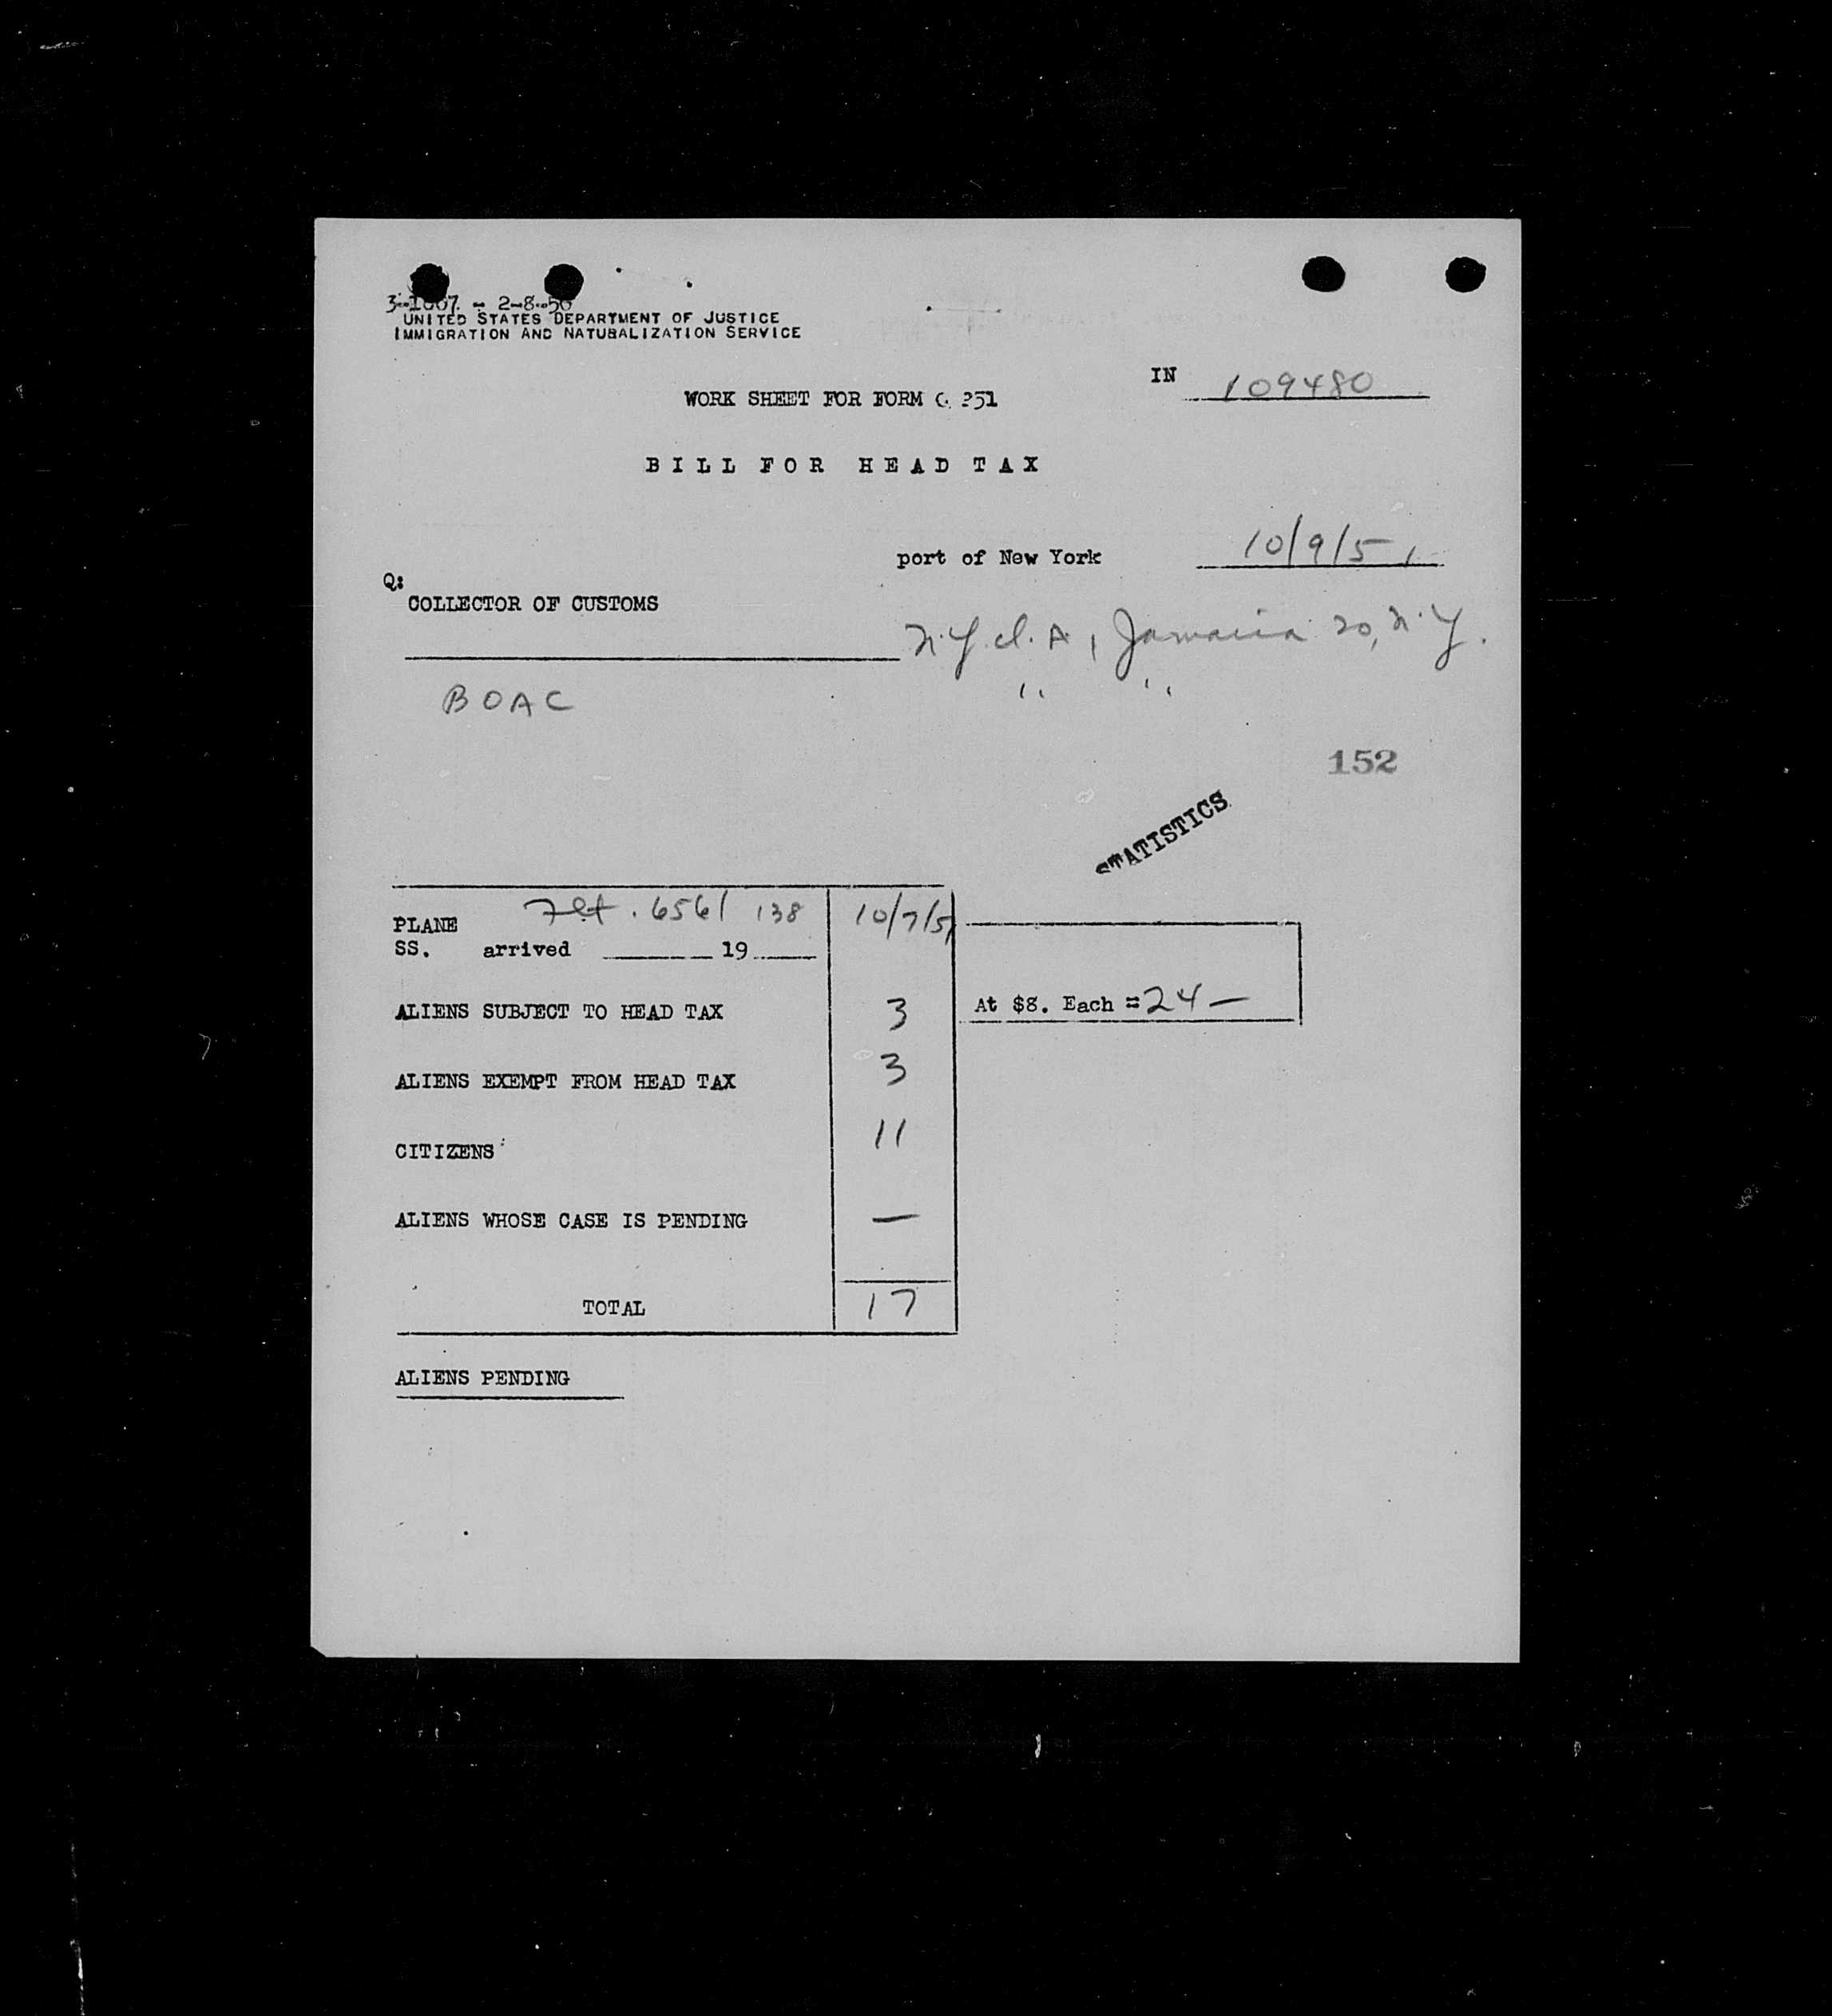 3-1007. - 2-8-50
UNITED STATES DEPARTMENT OF JUSTICE
IMMIGRATION AND NATURALIZATION SERVICE
IN 109480
WORK SHEET FOR FORM 351
BILL FOR HEAD TAX
port of New York 10/9/51
Q:
COLLECTOR OF CUSTOMS
N.Y.I.A, Jamaica 20, N.Y.
BOAC " "
152
STATISTICS
PLANE Flt. 6561 138 10/7/51
SS. arrived 19
ALIENS SUBJECT TO HEAD TAX 3 At $8. Each = 24 —
ALIENS EXEMPT FROM HEAD TAX 3
CITIZENS 11
ALIENS WHOSE CASE IS PENDING —
TOTAL 17
ALIENS PENDING